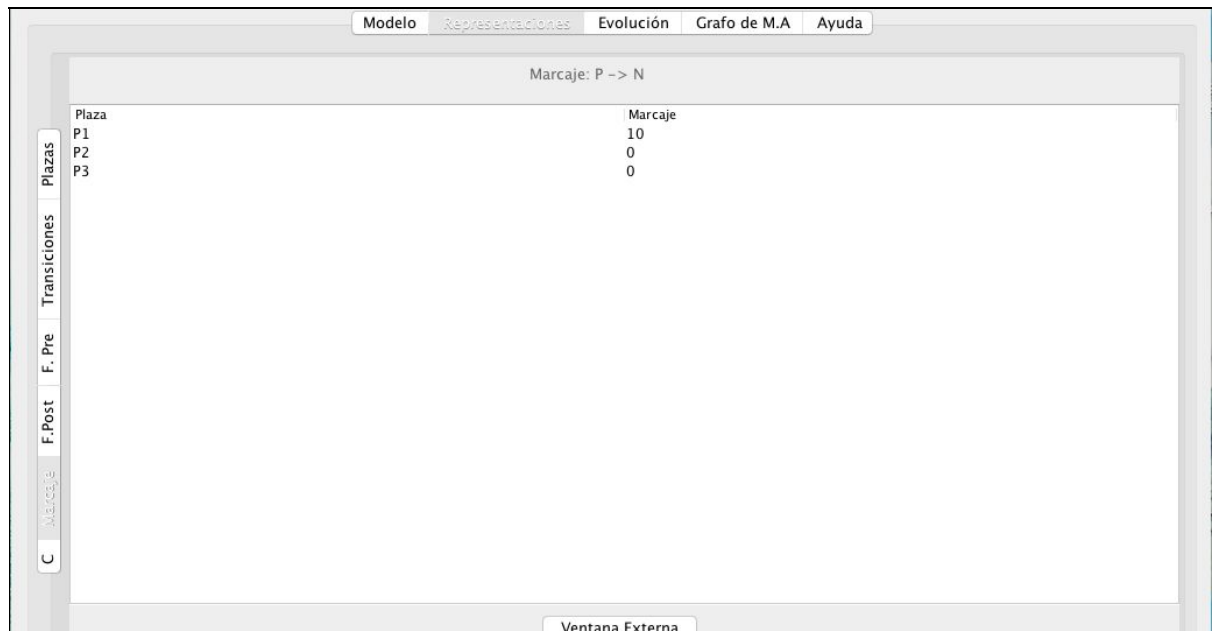 Modelo Representaciones Evolución Grafo de M.A Ayuda
Marcaje: P -> N
Plaza Marcaje
P1 10
P2 0
P3 0
Plazas
Transiciones
F. Pre
F.Post
Marcaje
C
Ventana Externa